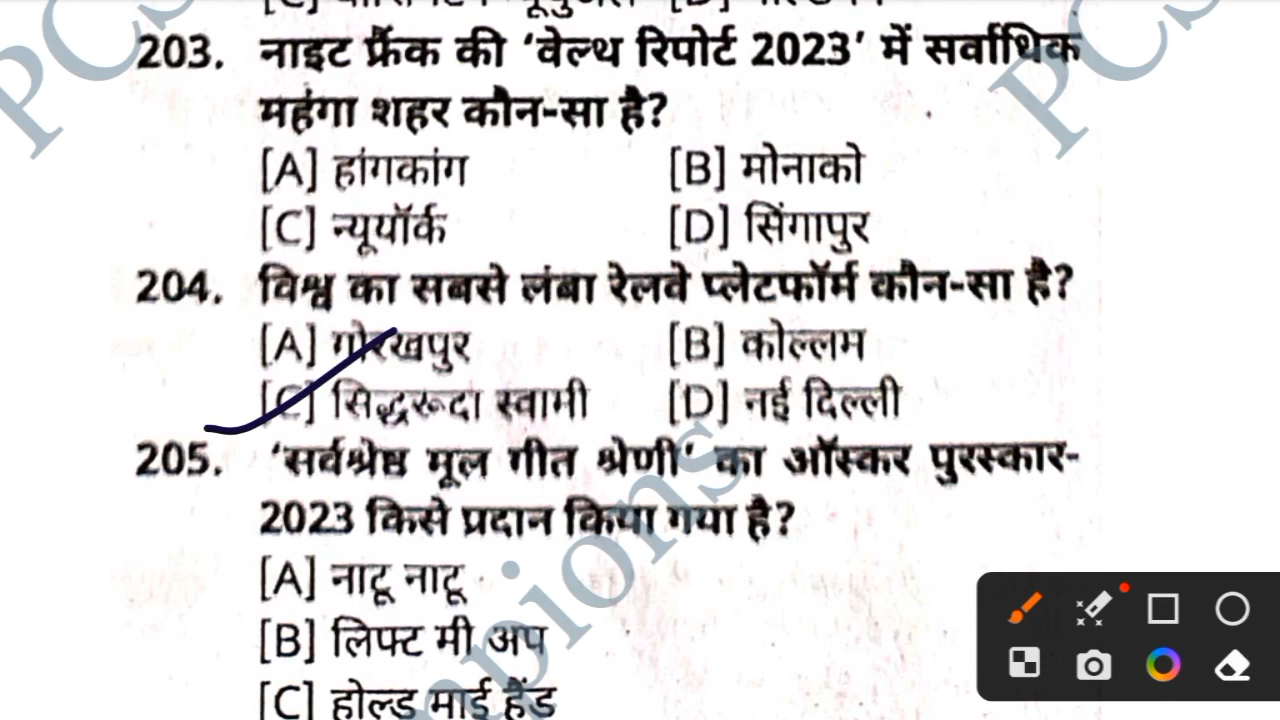 203. नाइट फ्रैंक की ‘वेल्थ रिपोर्ट 2023’ में सर्वाधिक
महंगा शहर कौन-सा है?
[A] हांगकांग [B] मोनाको
[C] न्यूयॉर्क [D] सिंगापुर
204. विश्व का सबसे लंबा रेलवे प्लेटफॉर्म कौन-सा है?
[A] गोरखपुर [B] कोल्लम
[C] सिद्धरूदा स्वामी [D] नई दिल्ली
205. ‘सर्वश्रेष्ठ मूल गीत श्रेणी’ का ऑस्कर पुरस्कार-
2023 किसे प्रदान किया गया है?
[A] नाटू नाटू
[B] लिफ्ट मी अप
[C] होल्ड माई हैंड